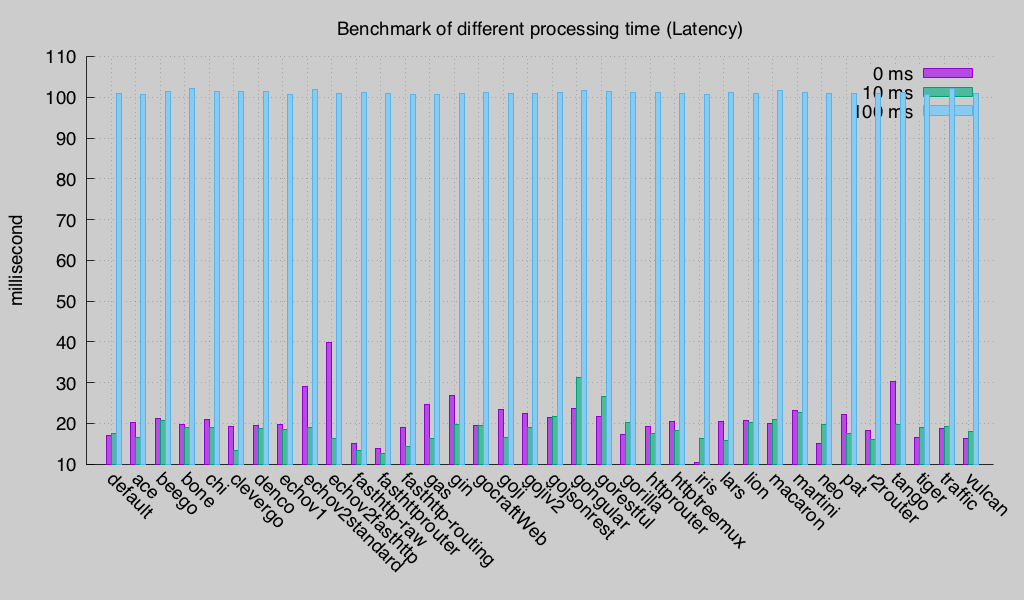 Benchmark of different processing time (Latency)
110
100
90
80
70
60
50
40
30
20
10
millisecond
0 ms
10 ms
100 ms
default
ace
beego
bone
chi
clevergo
denco
echov1
echov2standard
echov2fasthttp
fasthttp-raw
fasthttprouter
fasthttp-routing
gas
gin
gocraftWeb
goji
gojiv2
gojsonrest
gongular
gorestful
gorilla
httprouter
httptreemux
iris
lars
lion
macaron
martini
neo
pat
r2router
tango
tiger
traffic
vulcan